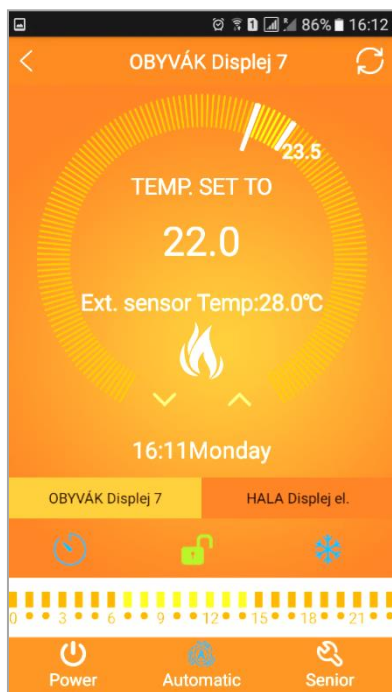 1 86% 16:12
OBYVÁK Displej 7
23.5
TEMP. SET TO
22.0
Ext. sensor Temp:28.0℃
16:11Monday
OBYVÁK Displej 7 HALA Displej el.
0 3 6 9 12 15 18 21
Power Automatic Senior